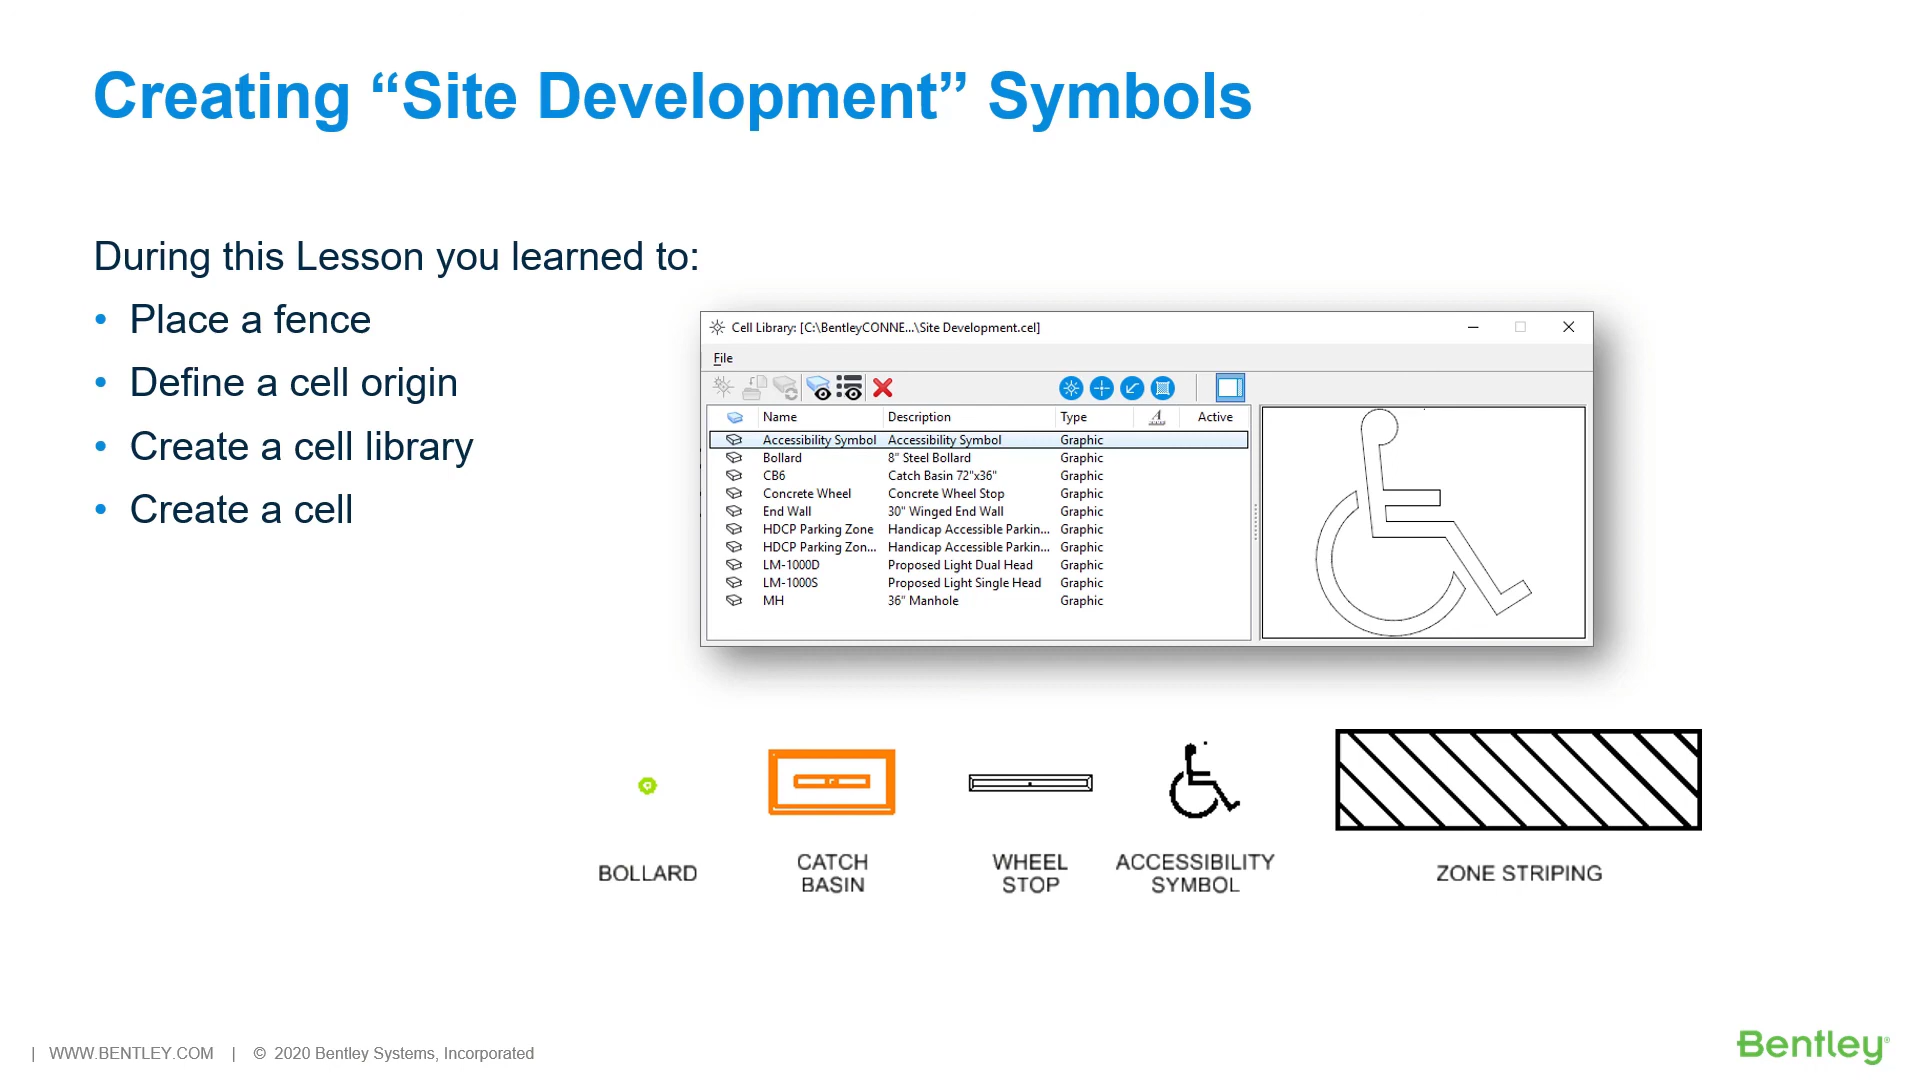 Creating “Site Development” Symbols
During this Lesson you learned to:
• Place a fence
• Define a cell origin
• Create a cell library
• Create a cell
Cell Library: [C:\BentleyCONNE...\Site Development.cel]
File
Name Description Type Active
Accessibility Symbol Accessibility Symbol Graphic
Bollard 8" Steel Bollard Graphic
CB6 Catch Basin 72"x36" Graphic
Concrete Wheel Concrete Wheel Stop Graphic
End Wall 30" Winged End Wall Graphic
HDCP Parking Zone Handicap Accessible Parkin... Graphic
HDCP Parking Zon... Handicap Accessible Parkin... Graphic
LM-1000D Proposed Light Dual Head Graphic
LM-1000S Proposed Light Single Head Graphic
MH 36" Manhole Graphic
BOLLARD
CATCH
BASIN
WHEEL
STOP
ACCESSIBILITY
SYMBOL
ZONE STRIPING
| WWW.BENTLEY.COM | © 2020 Bentley Systems, Incorporated
Bentley®